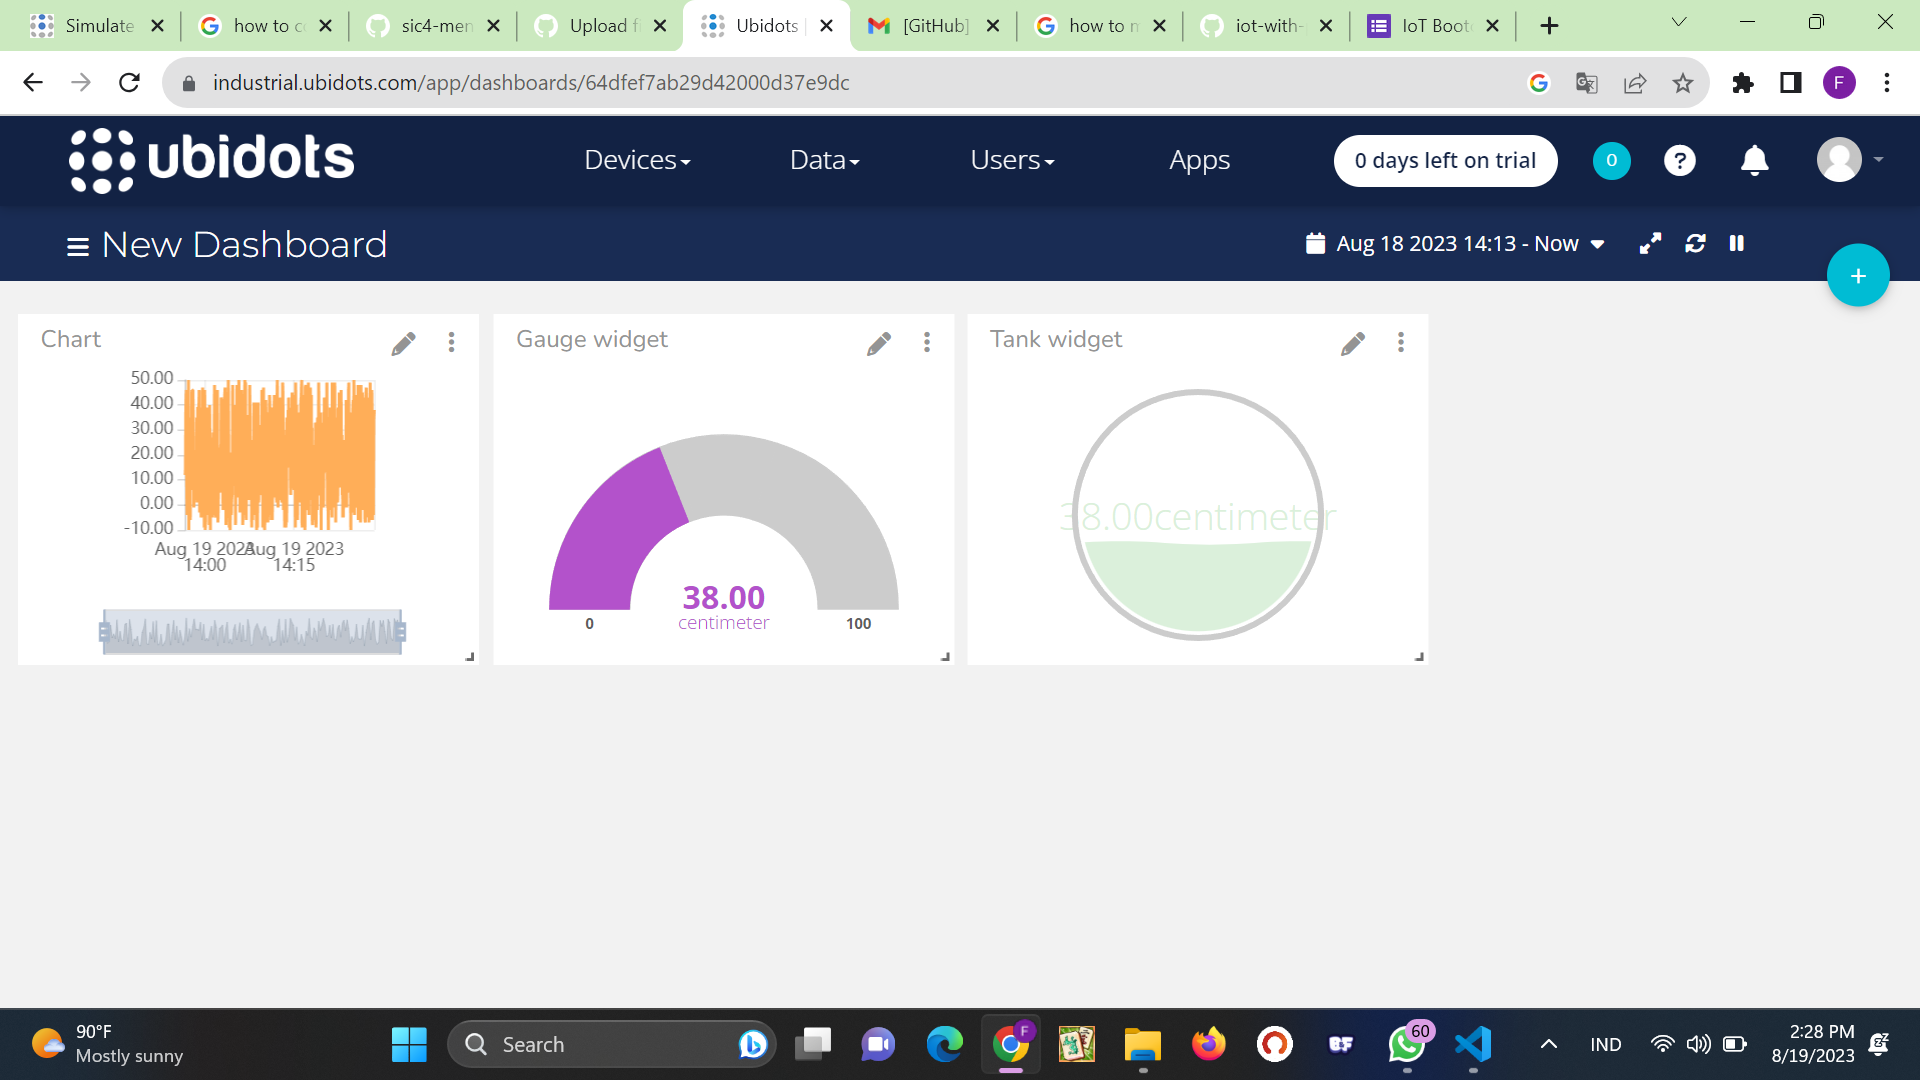 Simulate
how to c
sic4-men
Upload f
Ubidots |
[GitHub]
how to m
iot-with-
IoT Boot
industrial.ubidots.com/app/dashboards/64dfef7ab29d42000d37e9dc
F
ubidots
Devices
Data
Users
Apps
0 days left on trial
0
?
New Dashboard
Aug 18 2023 14:13 - Now
+
Chart
50.00
40.00
30.00
20.00
10.00
0.00
-10.00
Aug 19 2023
14:00
Aug 19 2023
14:15
Gauge widget
38.00
centimeter
0
100
Tank widget
38.00centimeter
90°F
Mostly sunny
Search
F
BF
60
IND
2:28 PM
8/19/2023